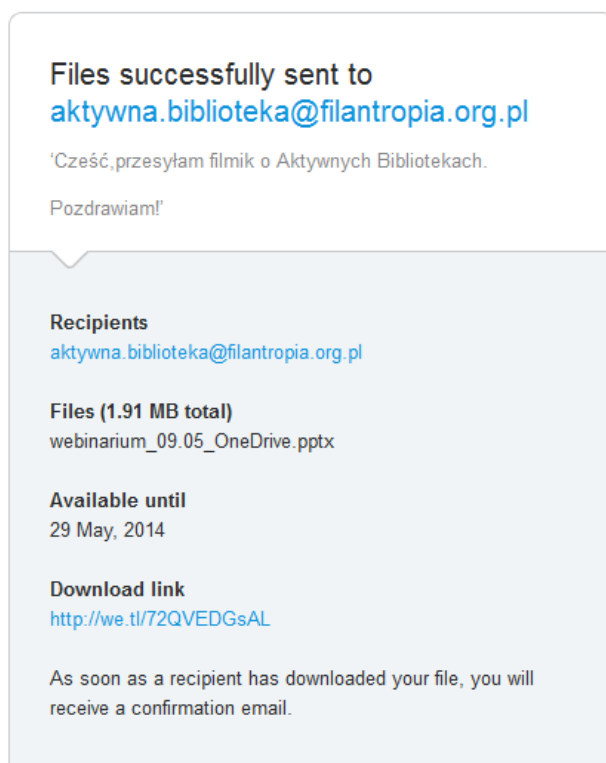 Files successfully sent to
aktywna.biblioteka@filantropia.org.pl
'Cześć,przesyłam filmik o Aktywnych Bibliotekach.
Pozdrawiam!'
Recipients
aktywna.biblioteka@filantropia.org.pl
Files (1.91 MB total)
webinarium_09.05_OneDrive.pptx
Available until
29 May, 2014
Download link
http://we.tl/72QVEDGsAL
As soon as a recipient has downloaded your file, you will
receive a confirmation email.